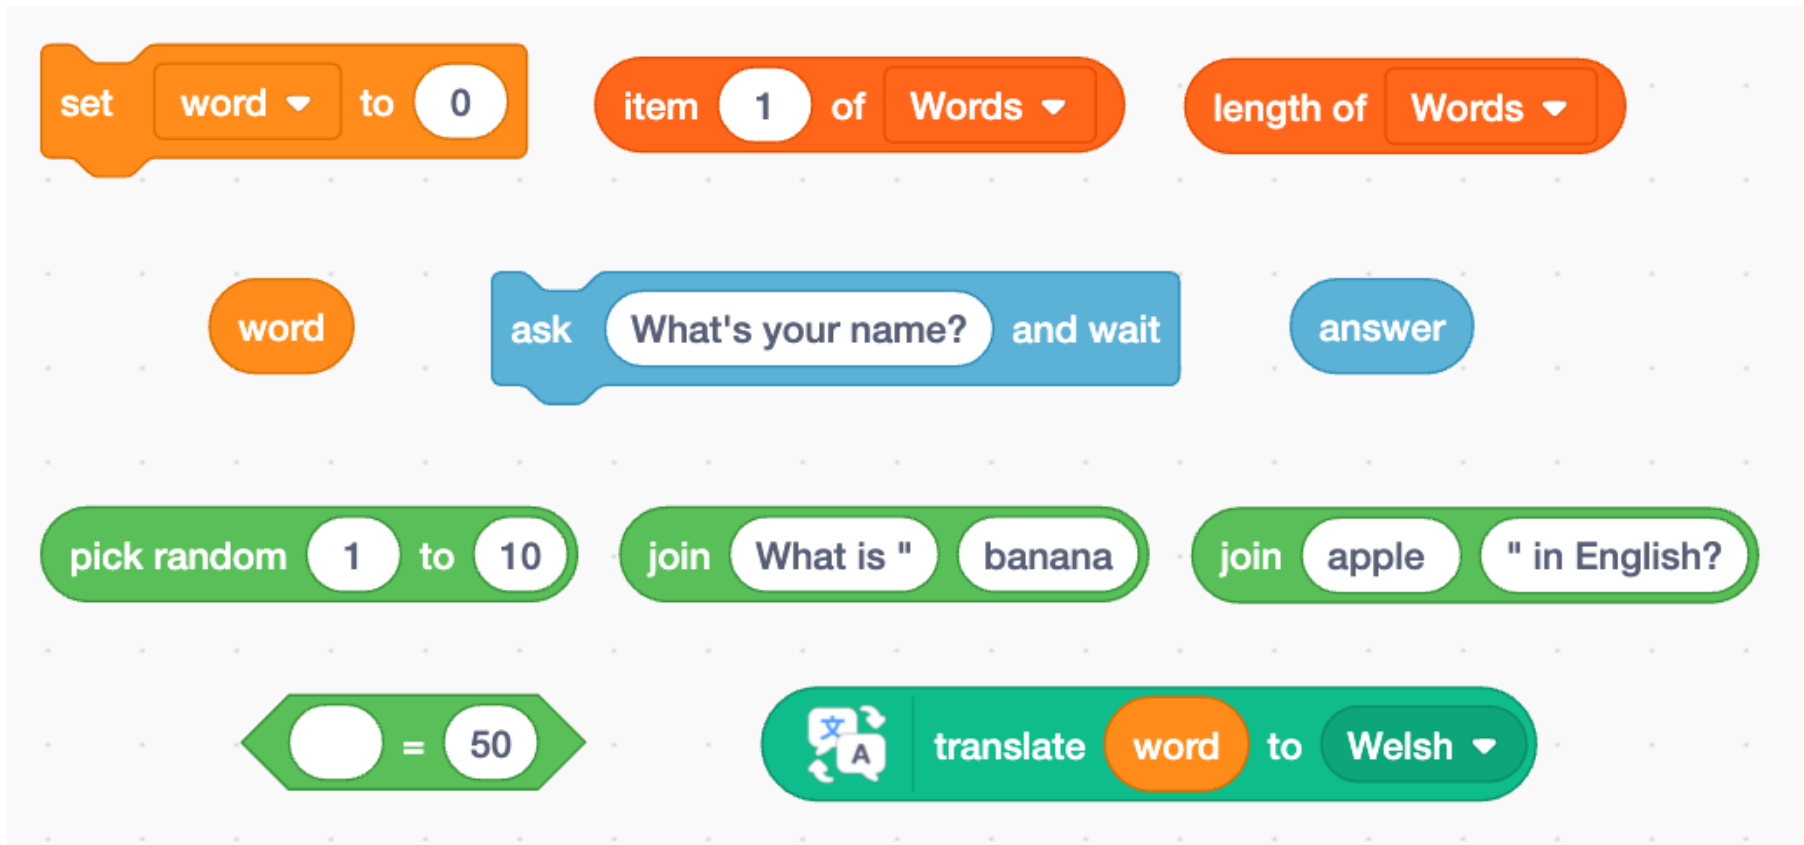 set word to 0 item 1 of Words length of Words
word ask What's your name? and wait answer
pick random 1 to 10 join What is " banana join apple " in English?
= 50 文 A translate word to Welsh